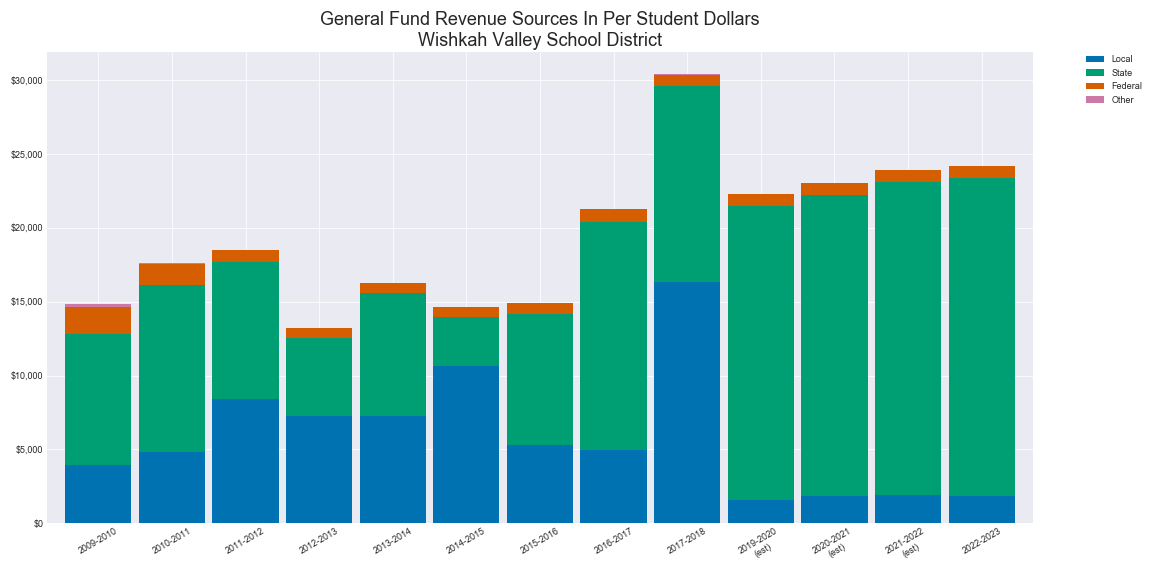 General Fund Revenue Sources In Per Student Dollars
Wishkah Valley School District
Local
State
Federal
Other
$30,000
$25,000
$20,000
$15,000
$10,000
$5,000
$0
2009-2010
2010-2011
2011-2012
2012-2013
2013-2014
2014-2015
2015-2016
2016-2017
2017-2018
2019-2020
(est)
2020-2021
(est)
2021-2022
(est)
2022-2023